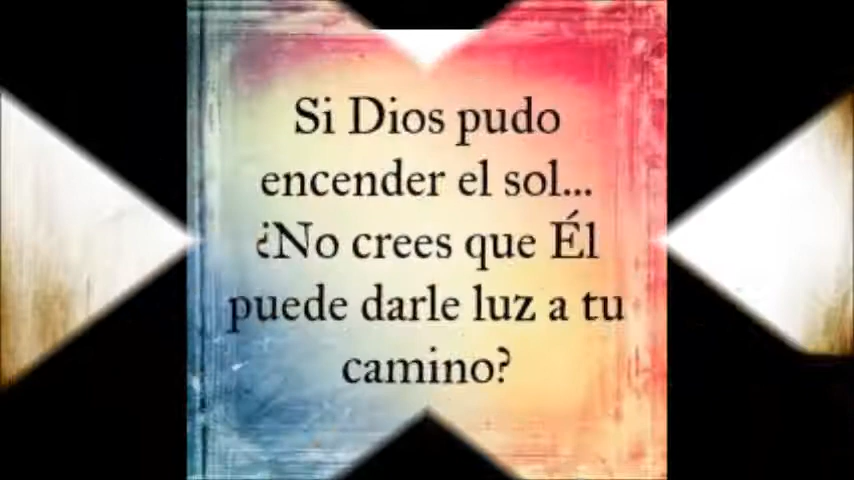 Si Dios pudo
encender el sol...
¿No crees que Él
puede darle luz a tu
camino?